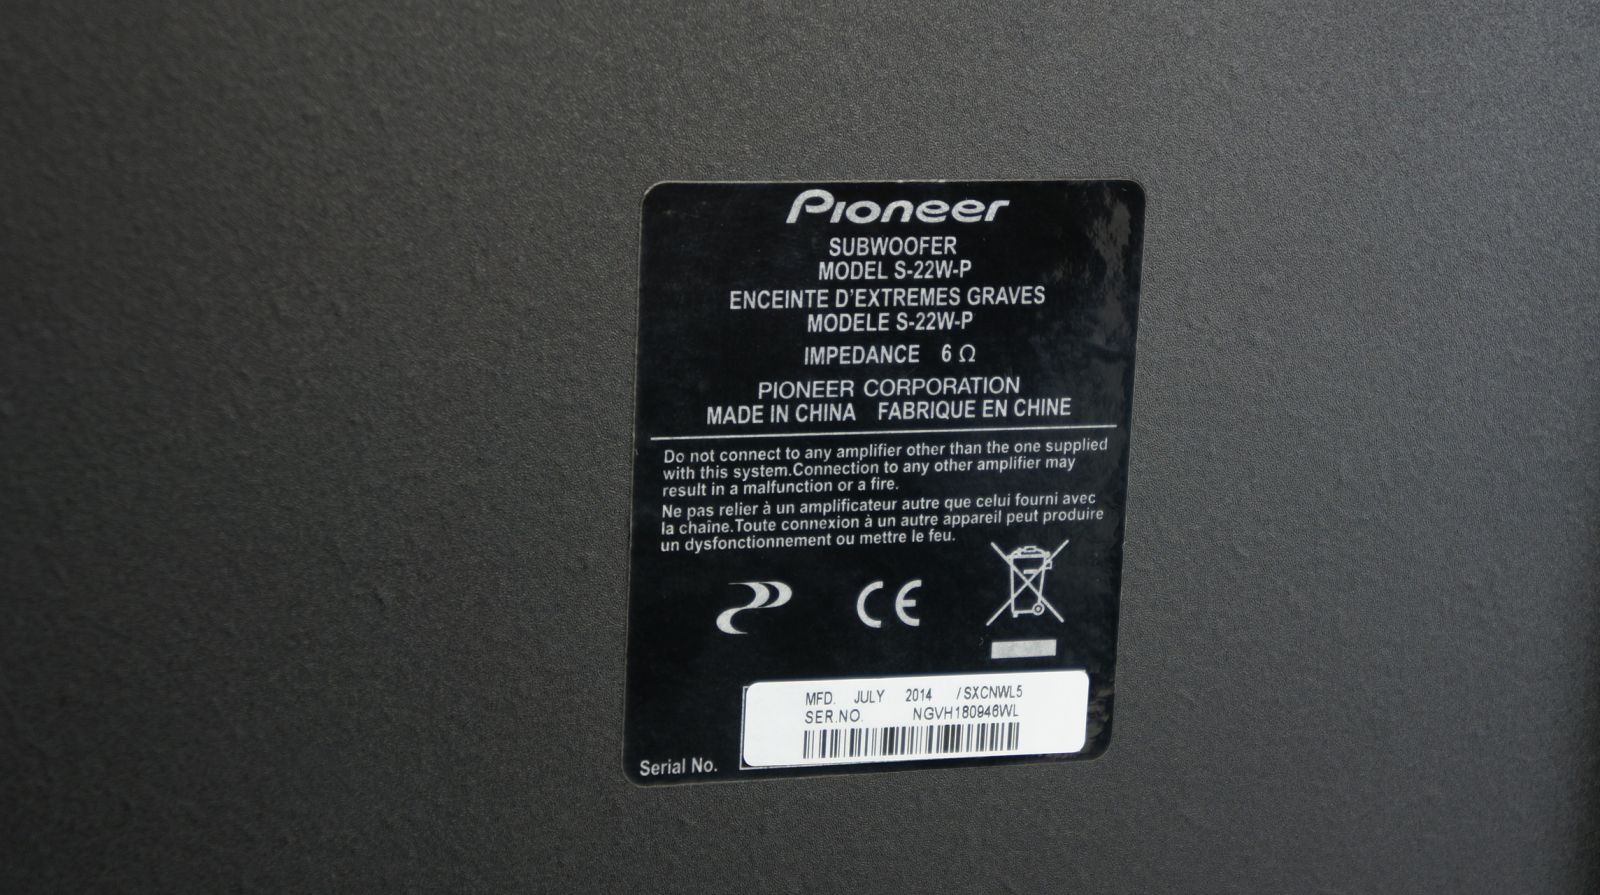 Pioneer
SUBWOOFER
MODEL S-22W-P
ENCEINTE D'EXTREMES GRAVES
MODELE S-22W-P
IMPEDANCE 6 Ω
PIONEER CORPORATION
MADE IN CHINA FABRIQUE EN CHINE
Do not connect to any amplifier other than the one supplied
with this system.Connection to any other amplifier may
result in a malfunction or a fire.
Ne pas relier à un amplificateur autre que celui fourni avec
la chaîne.Toute connexion à un autre appareil peut produire
un dysfonctionnement ou mettre le feu.
CE
MFD. JULY 2014 /SXCNWL5
SER.NO. NGVH180946WL
Serial No.